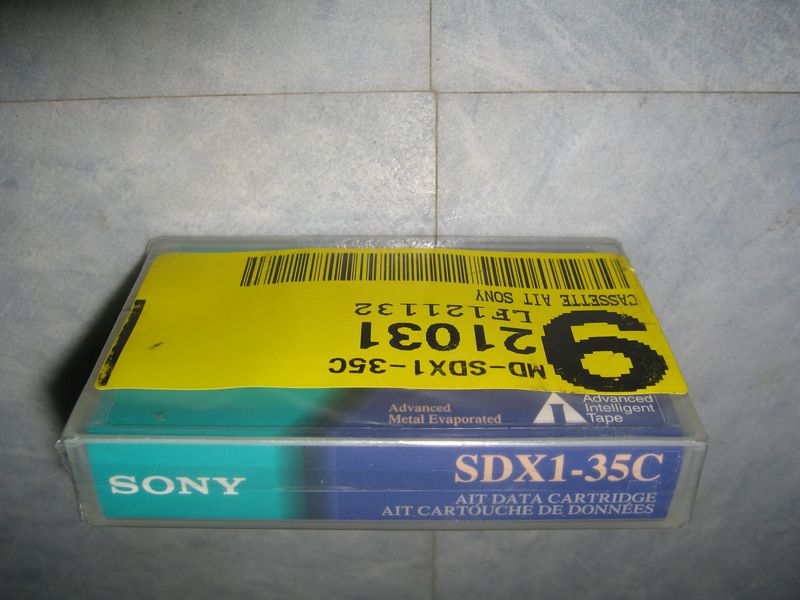 MD-SDX1-35C
9
21031
LF121132
CASSETTE AIT SONY
Advanced
Metal Evaporated
Advanced
Intelligent
Tape
SONY
SDX1-35C
AIT DATA CARTRIDGE
AIT CARTOUCHE DE DONNÉES